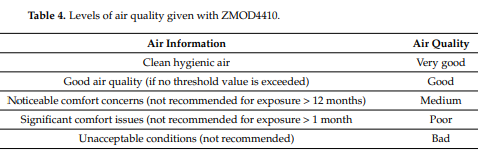 Table 4. Levels of air quality given with ZMOD4410.
Air Information Air Quality
Clean hygienic air Very good
Good air quality (if no threshold value is exceeded) Good
Noticeable comfort concerns (not recommended for exposure > 12 months) Medium
Significant comfort issues (not recommended for exposure > 1 month Poor
Unacceptable conditions (not recommended) Bad